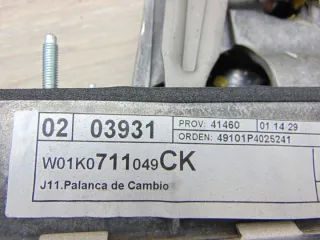 02 03931 PROV: 41460 01 14 29
ORDEN: 49101P4025241
W01K0711049CK
J11.Palanca de Cambio